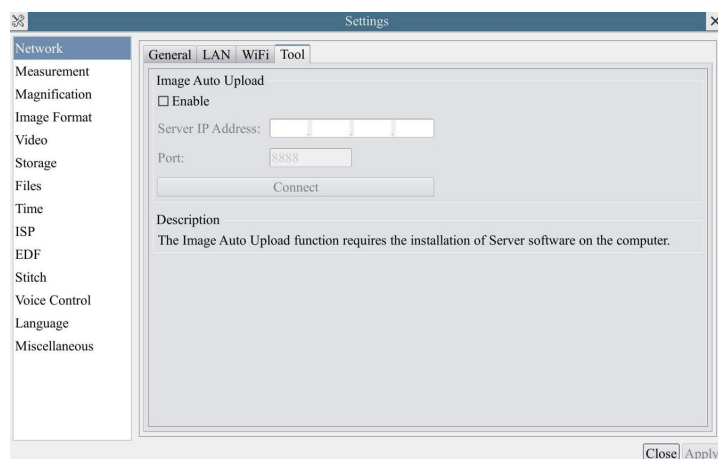 Settings
Network
Measurement
Magnification
Image Format
Video
Storage
Files
Time
ISP
EDF
Stitch
Voice Control
Language
Miscellaneous
General LAN WiFi Tool
Image Auto Upload
Enable
Server IP Address: . . .
Port: 8888
Connect
Description
The Image Auto Upload function requires the installation of Server software on the computer.
Close Apply